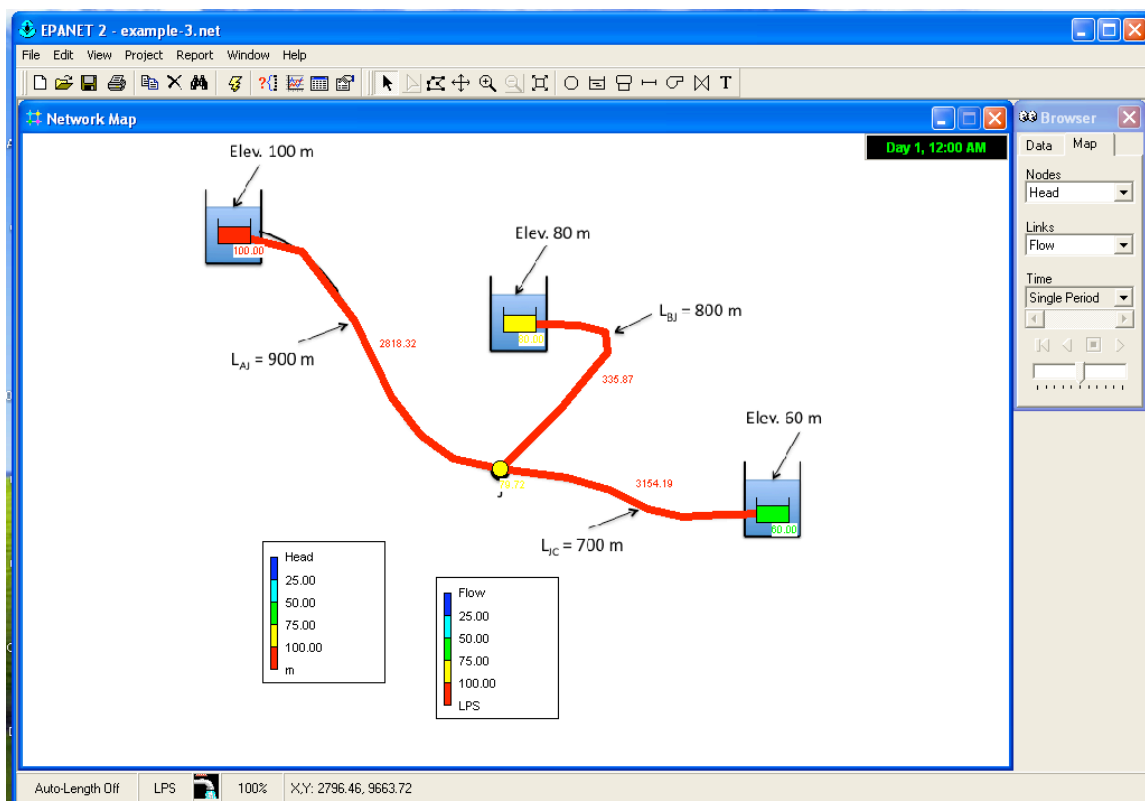 EPANET 2 - example-3.net
File Edit View Project Report Window Help
T
Network Map
Browser
Day 1, 12:00 AM
Data Map
Nodes
Head
Links
Flow
Time
Single Period
Elev. 100 m
100.00
Elev. 80 m
80.00
L_BJ = 800 m
2818.32
L_AJ = 900 m
335.87
Elev. 60 m
79.72
3154.19
60.00
L_JC = 700 m
Head
25.00
50.00
75.00
100.00
m
Flow
25.00
50.00
75.00
100.00
LPS
Auto-Length Off LPS 100% X,Y: 2796.46, 9663.72